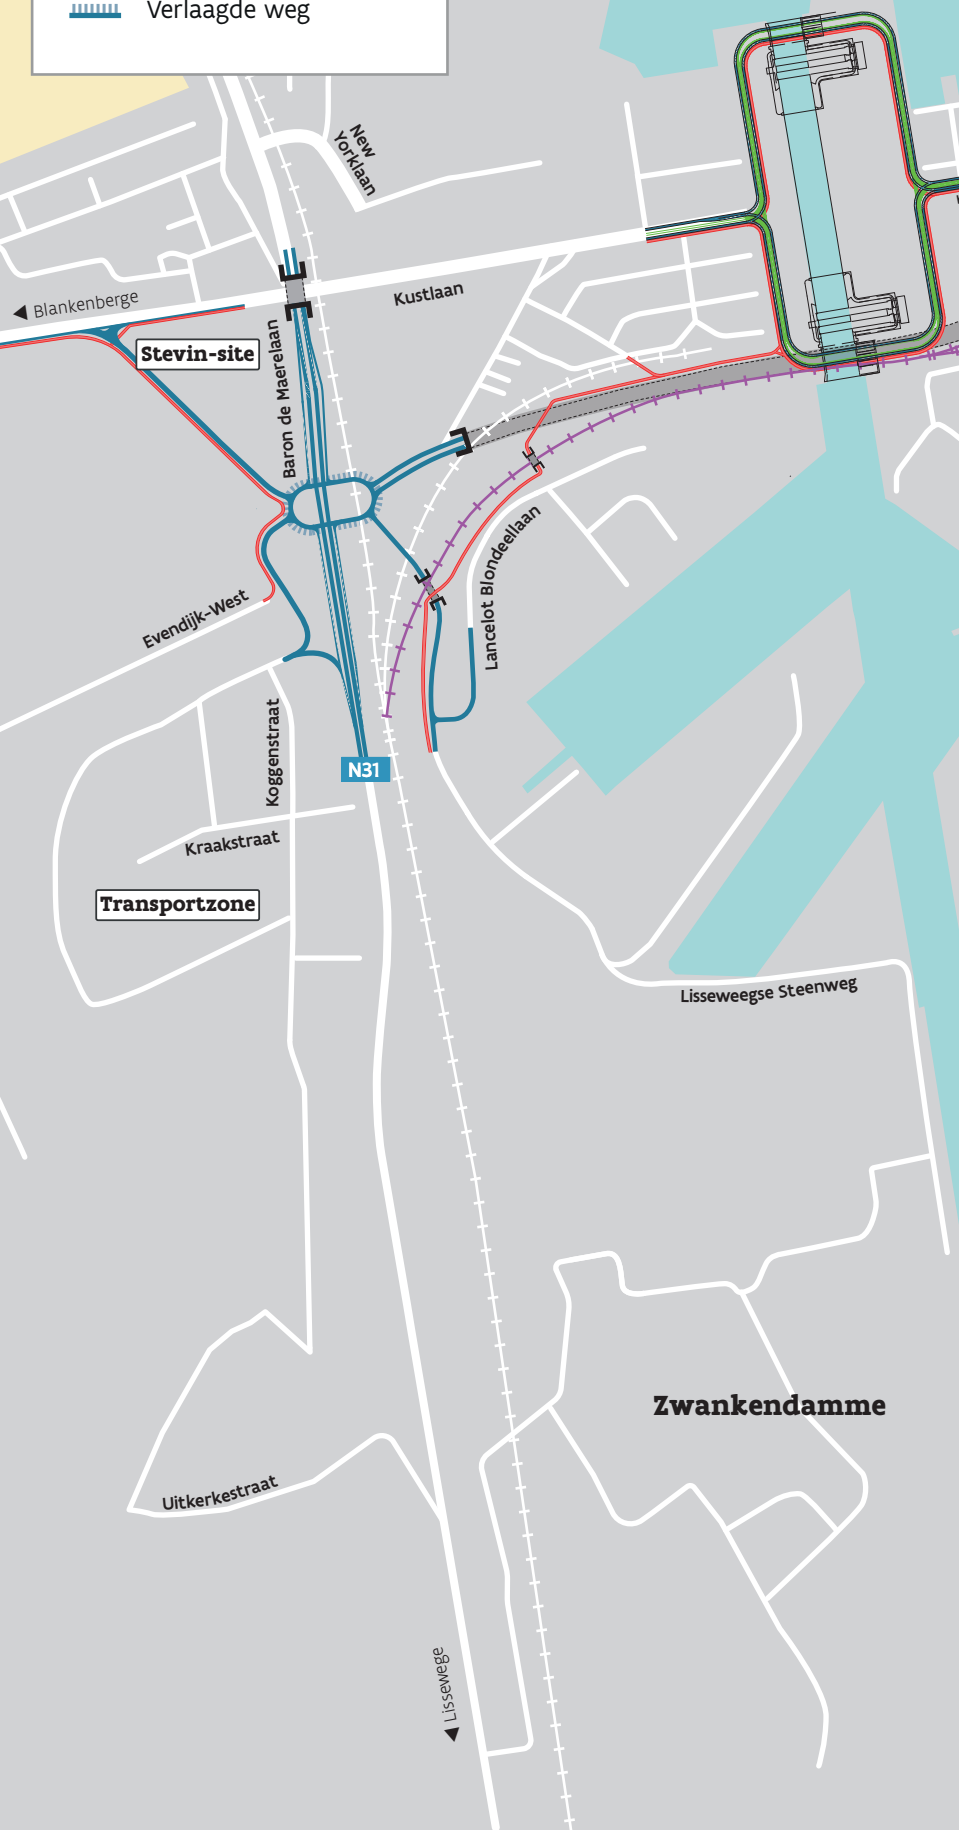 Verlaagde weg
New
Yorklaan
◀ Blankenberge
Kustlaan
Stevin-site
Baron de Maerelaan
Lancelot Blondeellaan
Evendijk-West
Koggenstraat
N31
Kraakstraat
Transportzone
Lisseweegse Steenweg
Zwankendamme
Uitkerkestraat
◀ Lissewege